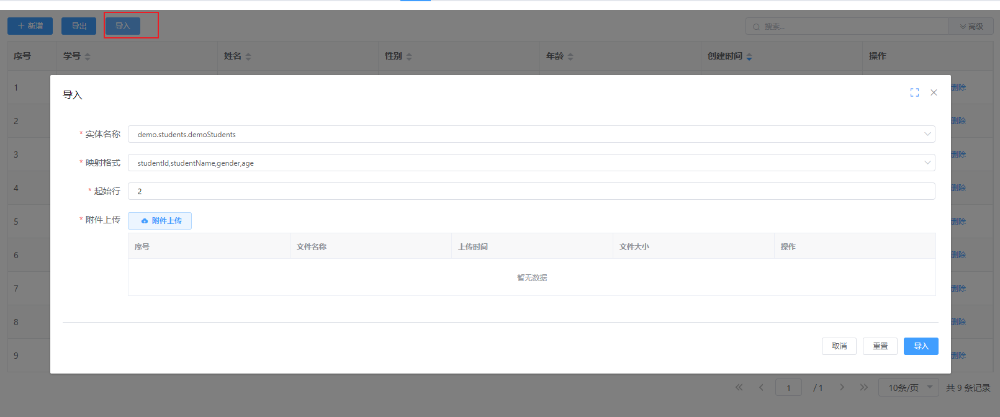 新增 导出 导入 搜索... 高级
序号 学号 姓名 性别 年龄 创建时间 操作
1 删除
导入
2 删除
* 实体名称 demo.students.demoStudents
3 删除
* 映射格式 studentId,studentName,gender,age
4 删除
* 起始行 2
5 删除
* 附件上传 附件上传
序号 文件名称 上传时间 文件大小 操作
6 删除
暂无数据
7 删除
8 删除
取消 重置 导入
9 删除
1 / 1 10条/页 共 9 条记录